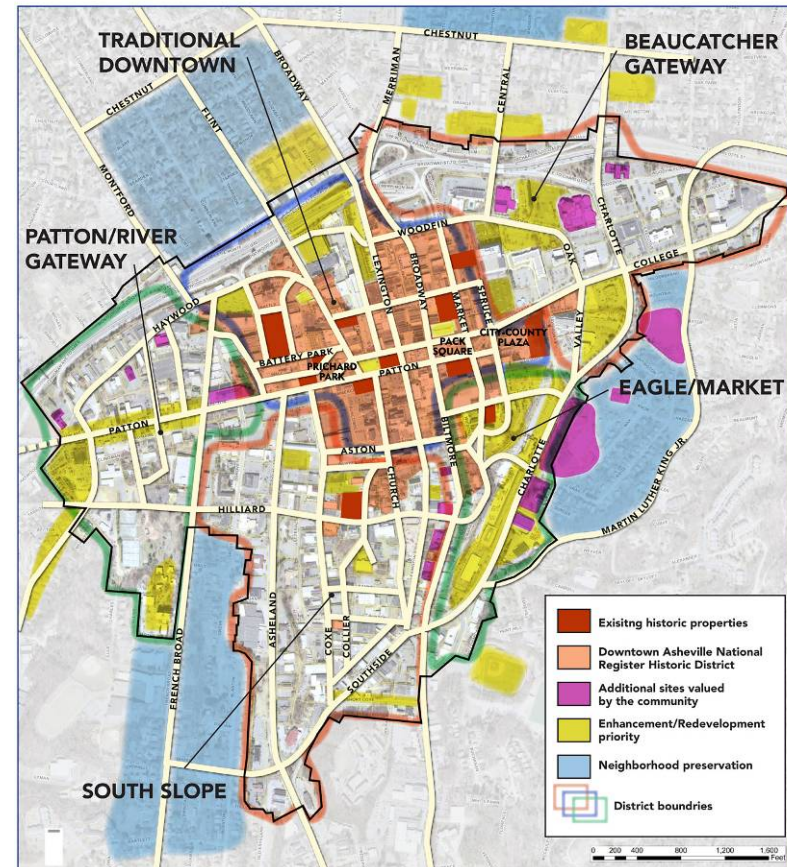 CHESTNUT
TRADITIONAL
DOWNTOWN
BROADWAY
MERRIMAN
CENTRAL
BEAUCATCHER
GATEWAY
CHESTNUT
FLINT
MONTFORD
PATTON/RIVER
GATEWAY
WOODFIN
OAK
CHARLOTTE
COLLEGE
HAYWOOD
LEXINGTON
BROADWAY
MARKET
SPRUCE
VALLEY
CITY-COUNTY
PLAZA
PACK
SQUARE
BATTERY PARK
PRICHARD
PARK
PATTON
EAGLE/MARKET
PATTON
ASTON
BILTMORE
CHARLOTTE
CHURCH
HILLIARD
MARTIN LUTHER KING JR.
ASHELAND
COXE
COLLIER
SOUTHSIDE
FRENCH BROAD
SOUTH SLOPE
Exisitng historic properties
Downtown Asheville National
Register Historic District
Additional sites valued
by the community
Enhancement/Redevelopment
priority
Neighborhood preservation
District boundries
0 200 400 800 1,200 1,600
Feet